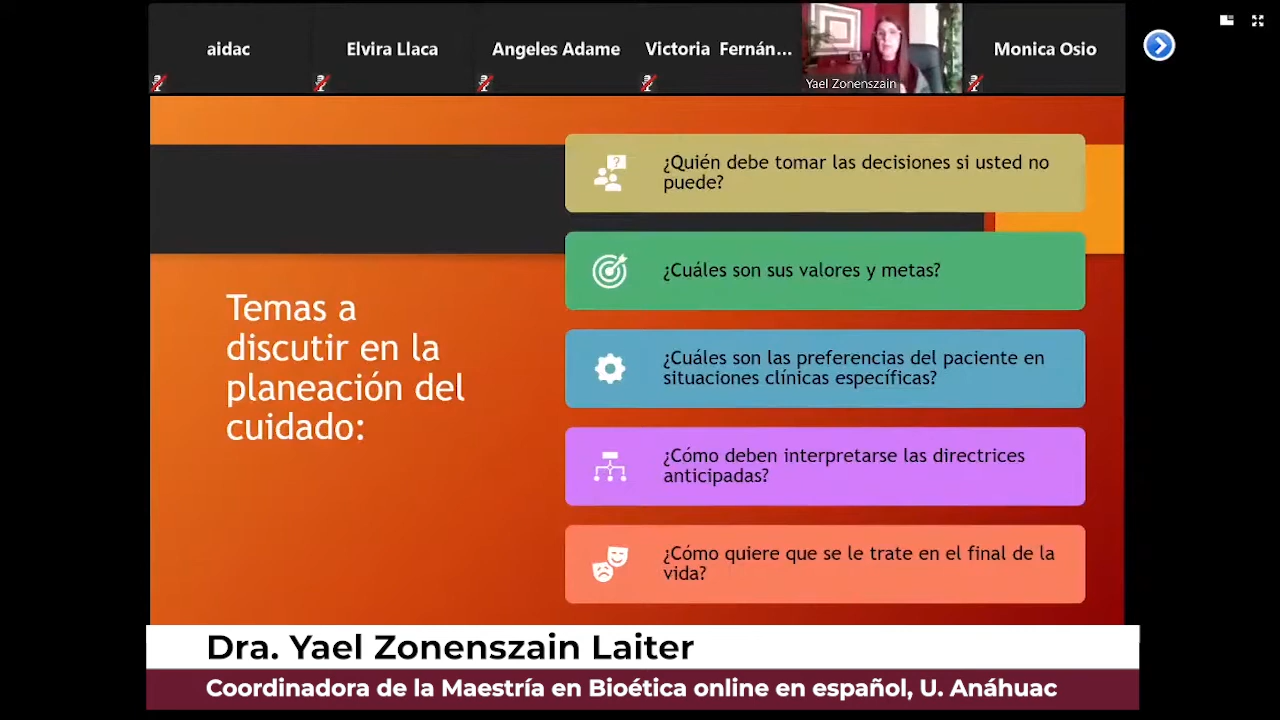 aidac
Elvira Llaca
Angeles Adame
Victoria Fernán...
Yael Zonenszain
Monica Osio
Temas a
discutir en la
planeación del
cuidado:
?
¿Quién debe tomar las decisiones si usted no
puede?
¿Cuáles son sus valores y metas?
¿Cuáles son las preferencias del paciente en
situaciones clínicas específicas?
¿Cómo deben interpretarse las directrices
anticipadas?
¿Cómo quiere que se le trate en el final de la
vida?
Dra. Yael Zonenszain Laiter
Coordinadora de la Maestría en Bioética online en español, U. Anáhuac